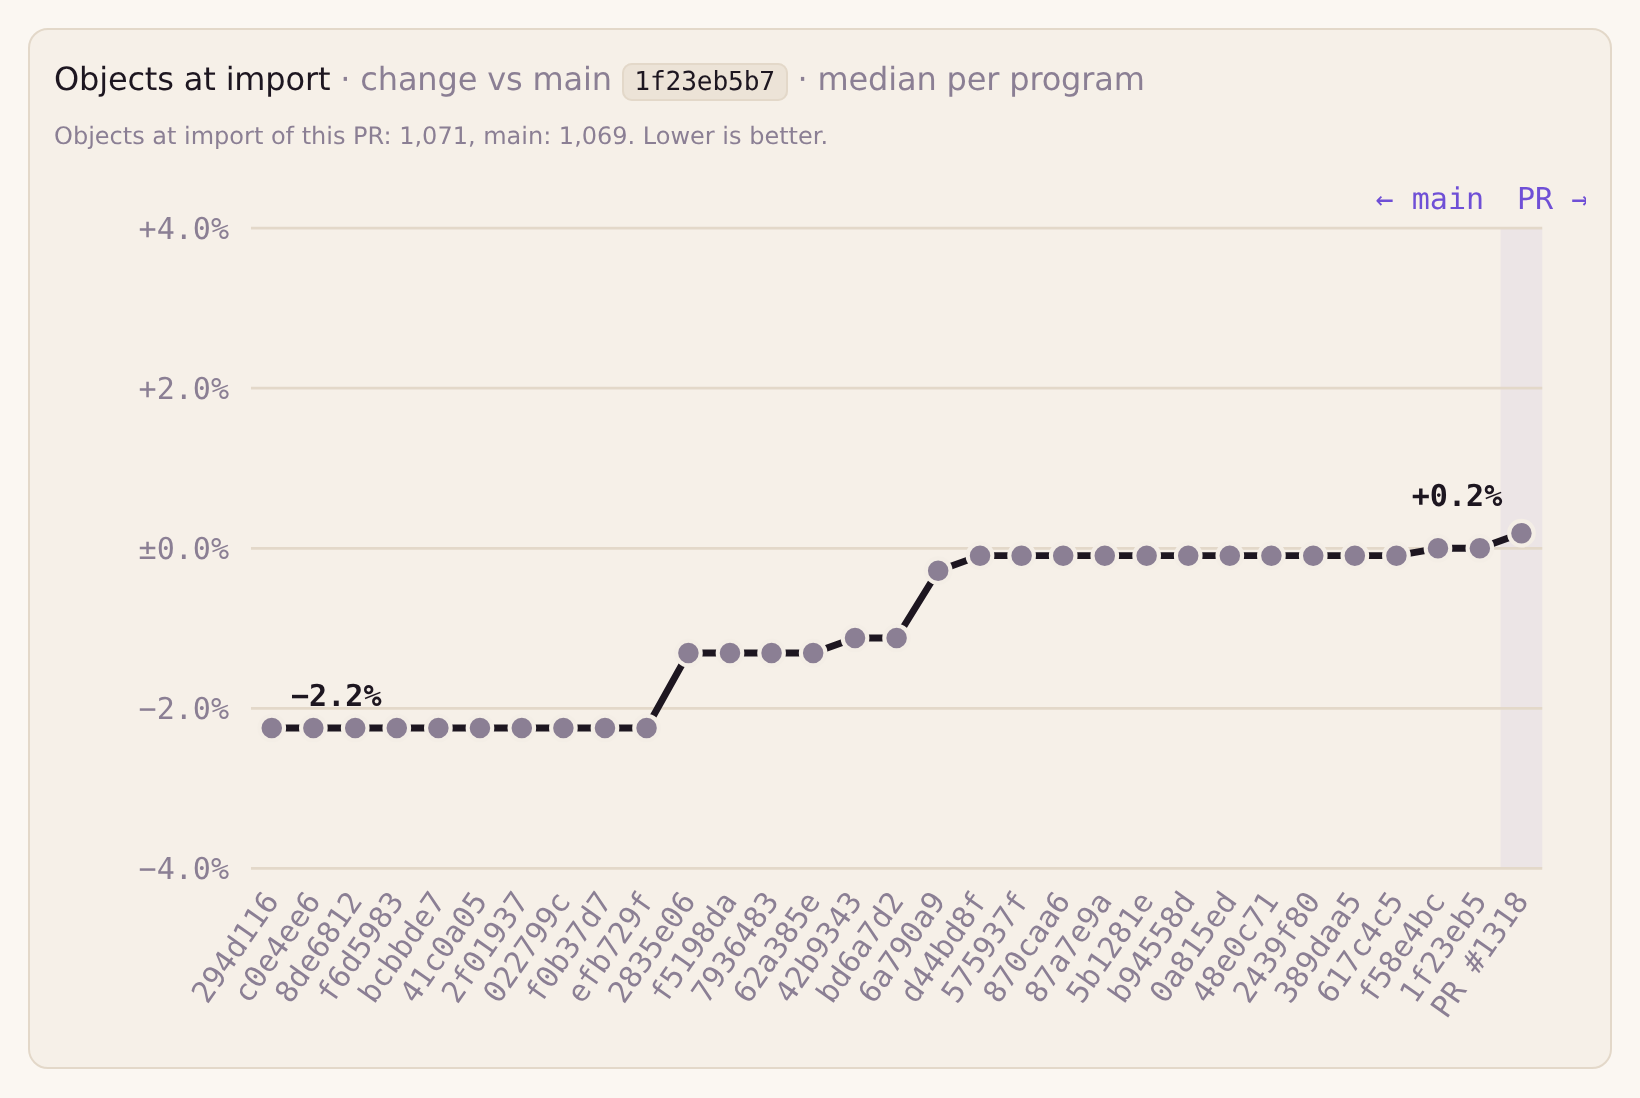 Objects at import · change vs main 1f23eb5b7 · median per program
Objects at import of this PR: 1,071, main: 1,069. Lower is better.
← main PR →
+4.0%
+2.0%
±0.0%
−2.0%
−4.0%
−2.2%
+0.2%
294d116
c0e4ee6
8de6812
f6d5983
bcbbde7
41c0a05
2f01937
022799c
f0b37d7
efb729f
2835e06
f5198da
7936483
62a385e
42b9343
bd6a7d2
6a790a9
d44bd8f
575937f
870caa6
87a7e9a
5b1281e
b94558d
0a815ed
48e0c71
2439f80
389daa5
617c4c5
f58e4bc
1f23eb5
PR #1318